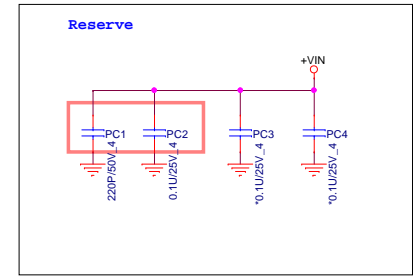 Reserve
+VIN
PC1
PC2
PC3
PC4
220P/50V_4
0.1U/25V_4
*0.1U/25V_4
*0.1U/25V_4